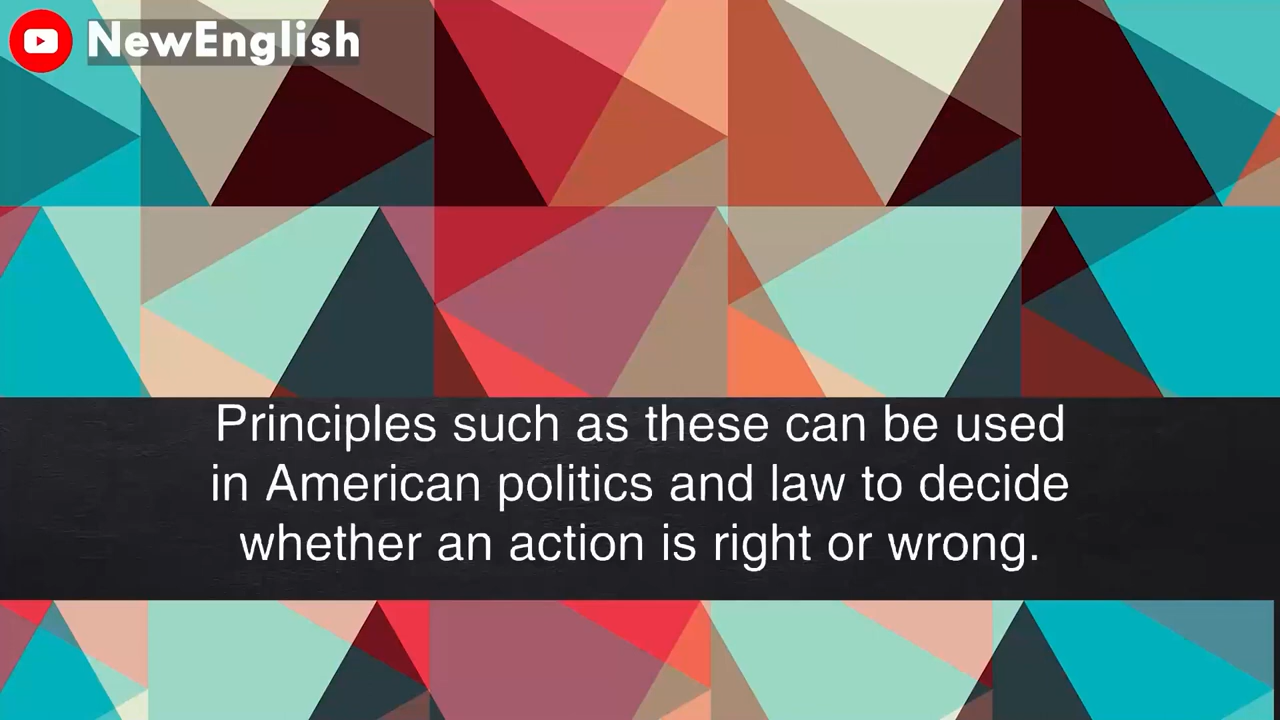 NewEnglish
Principles such as these can be used
in American politics and law to decide
whether an action is right or wrong.